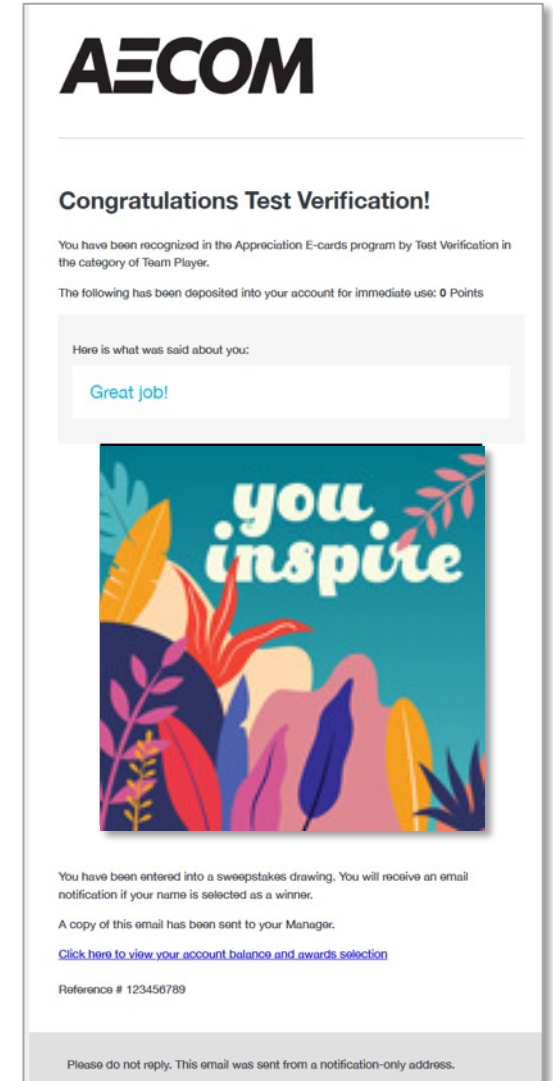 AECOM
Congratulations Test Verification!
You have been recognized in the Appreciation E-cards program by Test Verification in
the category of Team Player.
The following has been deposited into your account for immediate use: 0 Points
Here is what was said about you:
Great job!
you
inspire
You have been entered into a sweepstakes drawing. You will receive an email
notification if your name is selected as a winner.
A copy of this email has been sent to your Manager.
Click here to view your account balance and awards selection
Reference # 123456789
Please do not reply. This email was sent from a notification-only address.